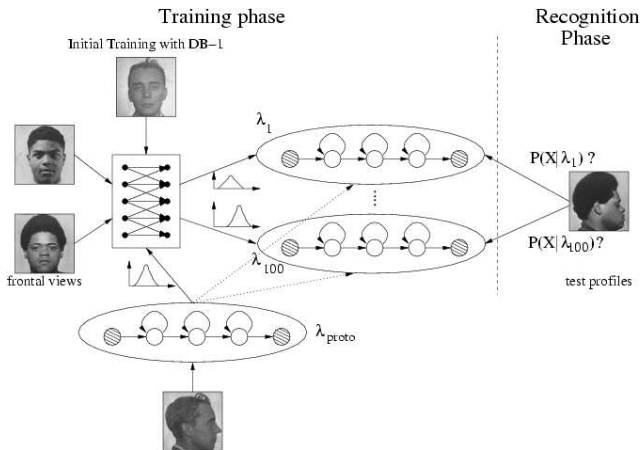 Training phase
Recognition
Phase
Initial Training with DB-1
λ1
P(X|λ1) ?
P(X|λ100) ?
λ100
frontal views
test profiles
λproto